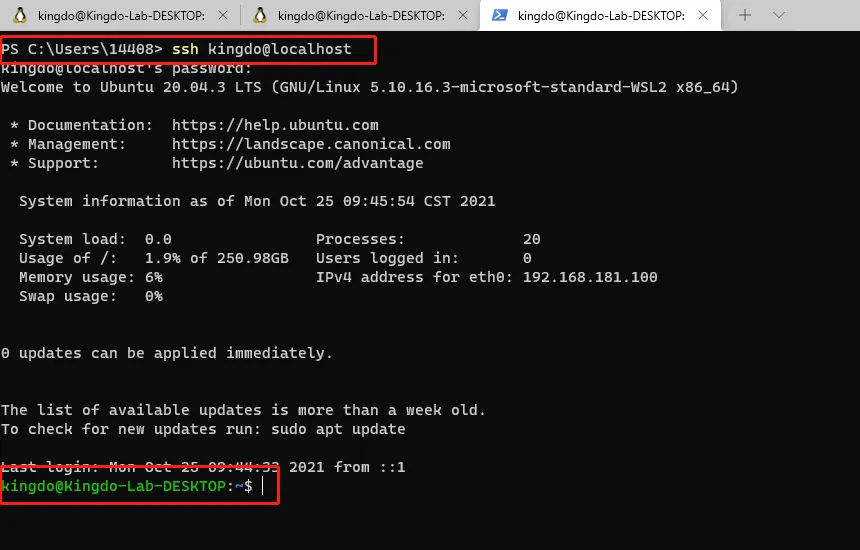 kingdo@Kingdo-Lab-DESKTOP: kingdo@Kingdo-Lab-DESKTOP: kingdo@Kingdo-Lab-DESKTOP:
PS C:\Users\14408> ssh kingdo@localhost
kingdo@localhost's password:
Welcome to Ubuntu 20.04.3 LTS (GNU/Linux 5.10.16.3-microsoft-standard-WSL2 x86_64)
* Documentation:  https://help.ubuntu.com
* Management:     https://landscape.canonical.com
* Support:        https://ubuntu.com/advantage
System information as of Mon Oct 25 09:45:54 CST 2021
System load:  0.0                Processes:             20
Usage of /:   1.9% of 250.98GB   Users logged in:       0
Memory usage: 6%                 IPv4 address for eth0: 192.168.181.100
Swap usage:   0%
0 updates can be applied immediately.
The list of available updates is more than a week old.
To check for new updates run: sudo apt update
Last login: Mon Oct 25 09:44:33 2021 from ::1
kingdo@Kingdo-Lab-DESKTOP:~$